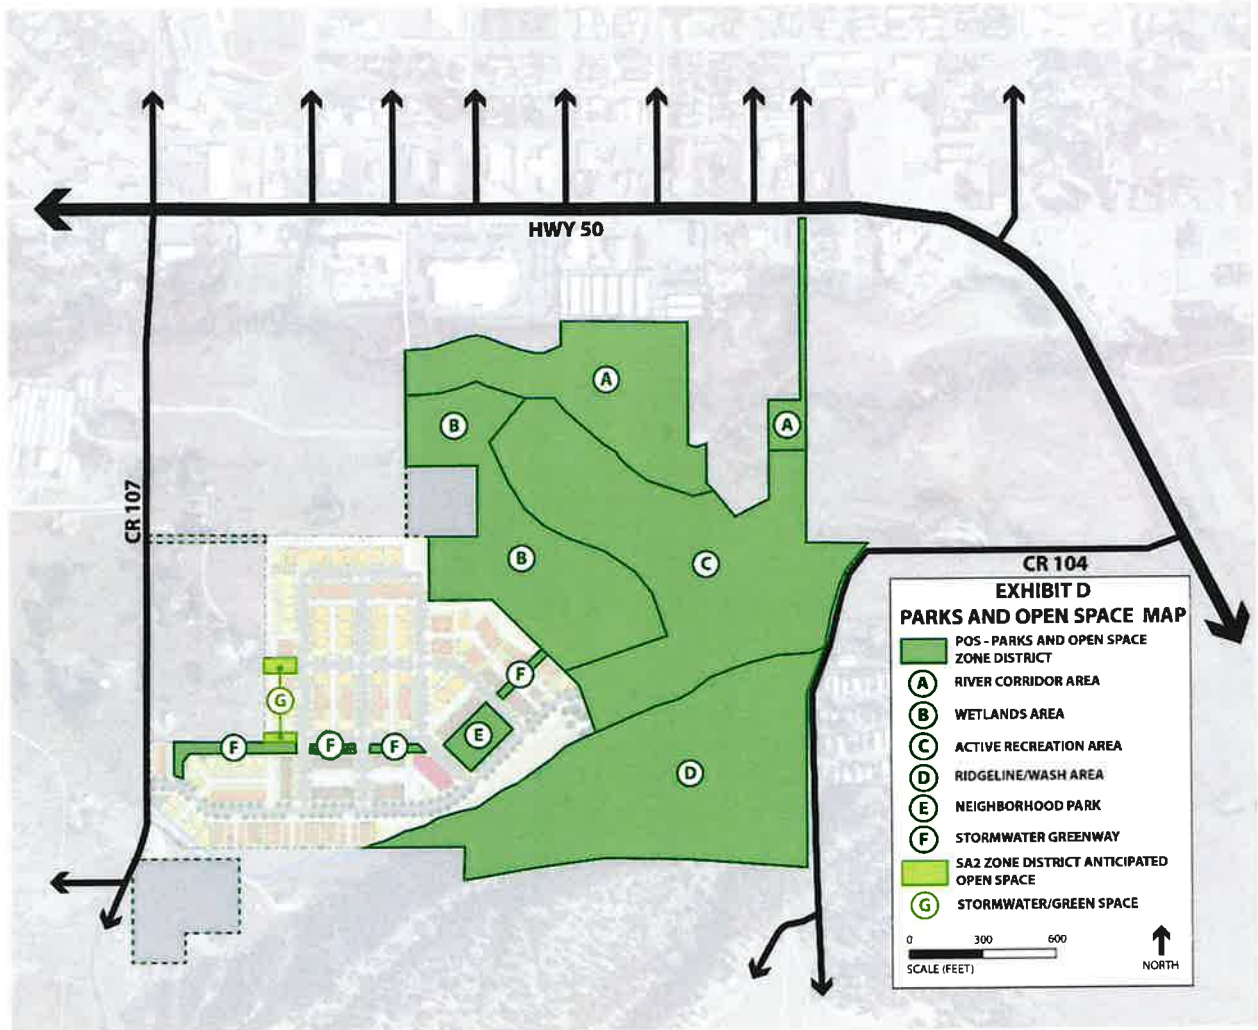 HWY 50
A
A
B
CR 107
B
C
CR 104
F
G
E
F
F
F
D
EXHIBIT D
PARKS AND OPEN SPACE MAP
POS - PARKS AND OPEN SPACE
ZONE DISTRICT
A RIVER CORRIDOR AREA
B WETLANDS AREA
C ACTIVE RECREATION AREA
D RIDGELINE/WASH AREA
E NEIGHBORHOOD PARK
F STORMWATER GREENWAY
SA2 ZONE DISTRICT ANTICIPATED
OPEN SPACE
G STORMWATER/GREEN SPACE
0 300 600
SCALE (FEET)
NORTH